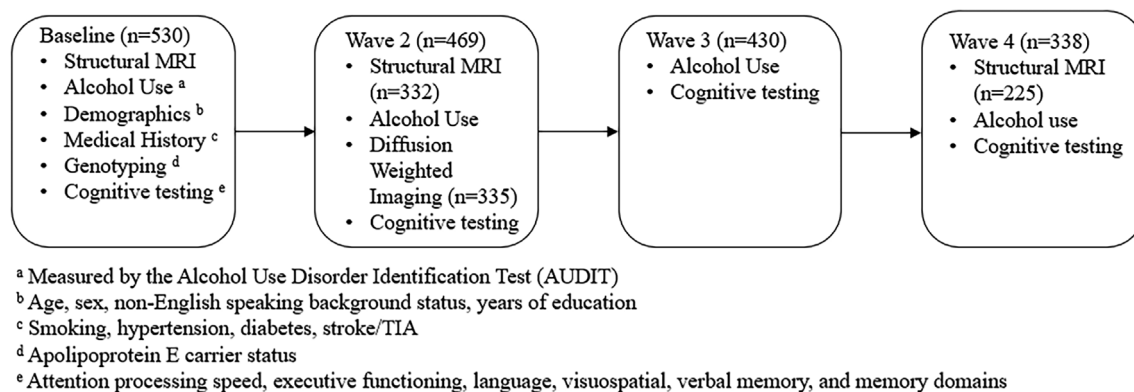 Baseline (n=530)
• Structural MRI
• Alcohol Use a
• Demographics b
• Medical History c
• Genotyping d
• Cognitive testing e
Wave 2 (n=469)
• Structural MRI
(n=332)
• Alcohol Use
• Diffusion
Weighted
Imaging (n=335)
• Cognitive testing
Wave 3 (n=430)
• Alcohol Use
• Cognitive testing
Wave 4 (n=338)
• Structural MRI
(n=225)
• Alcohol use
• Cognitive testing
a Measured by the Alcohol Use Disorder Identification Test (AUDIT)
b Age, sex, non-English speaking background status, years of education
c Smoking, hypertension, diabetes, stroke/TIA
d Apolipoprotein E carrier status
e Attention processing speed, executive functioning, language, visuospatial, verbal memory, and memory domains